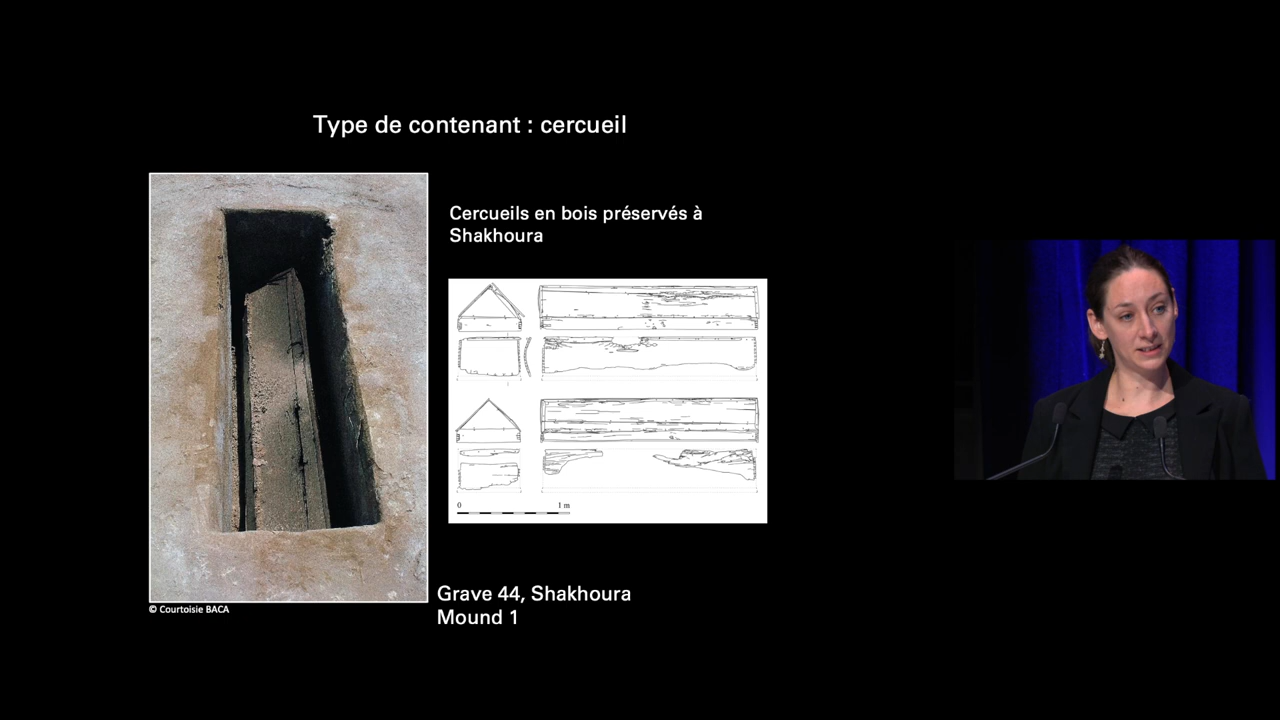 Type de contenant : cercueil
Cercueils en bois préservés à
Shakhoura
0 1 m
© Courtoisie BACA
Grave 44, Shakhoura
Mound 1